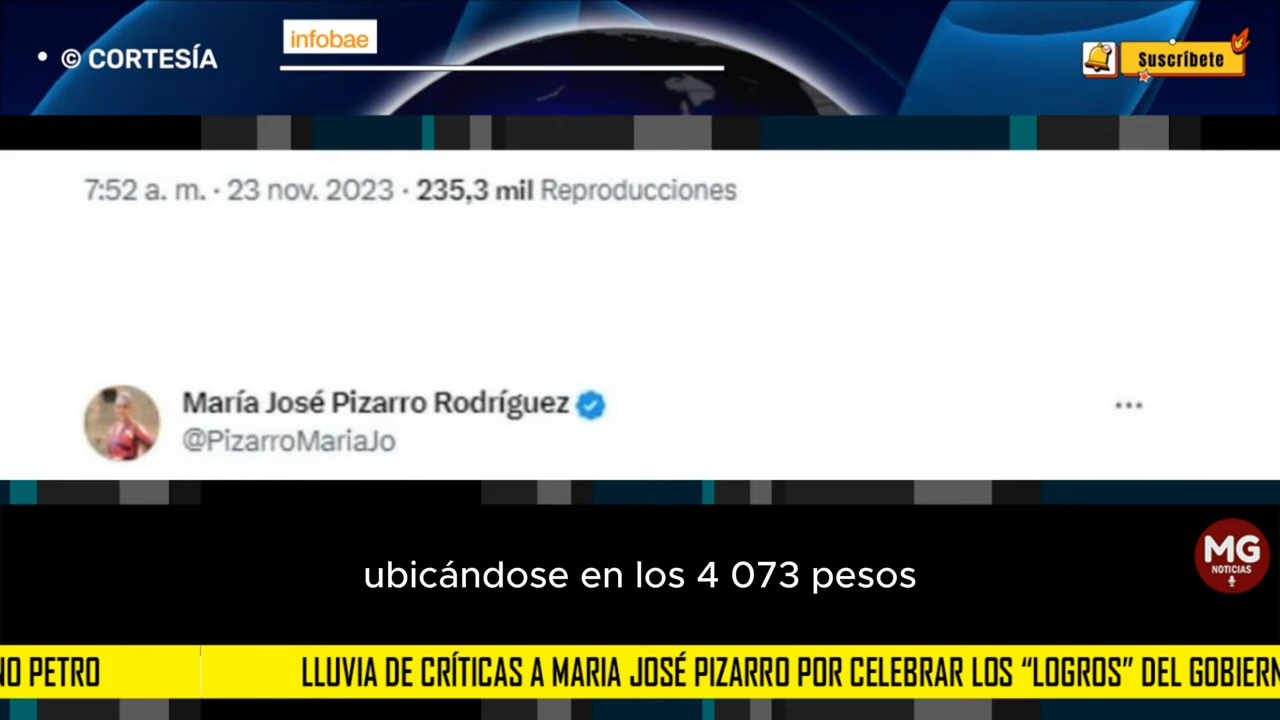 • © CORTESÍA
infobae
Suscríbete
7:52 a. m. · 23 nov. 2023 · 235,3 mil Reproducciones
María José Pizarro Rodríguez
@PizarroMariaJo
ubicándose en los 4 073 pesos
MG
NOTICIAS
NO PETRO LLUVIA DE CRÍTICAS A MARIA JOSÉ PIZARRO POR CELEBRAR LOS “LOGROS” DEL GOBIERN